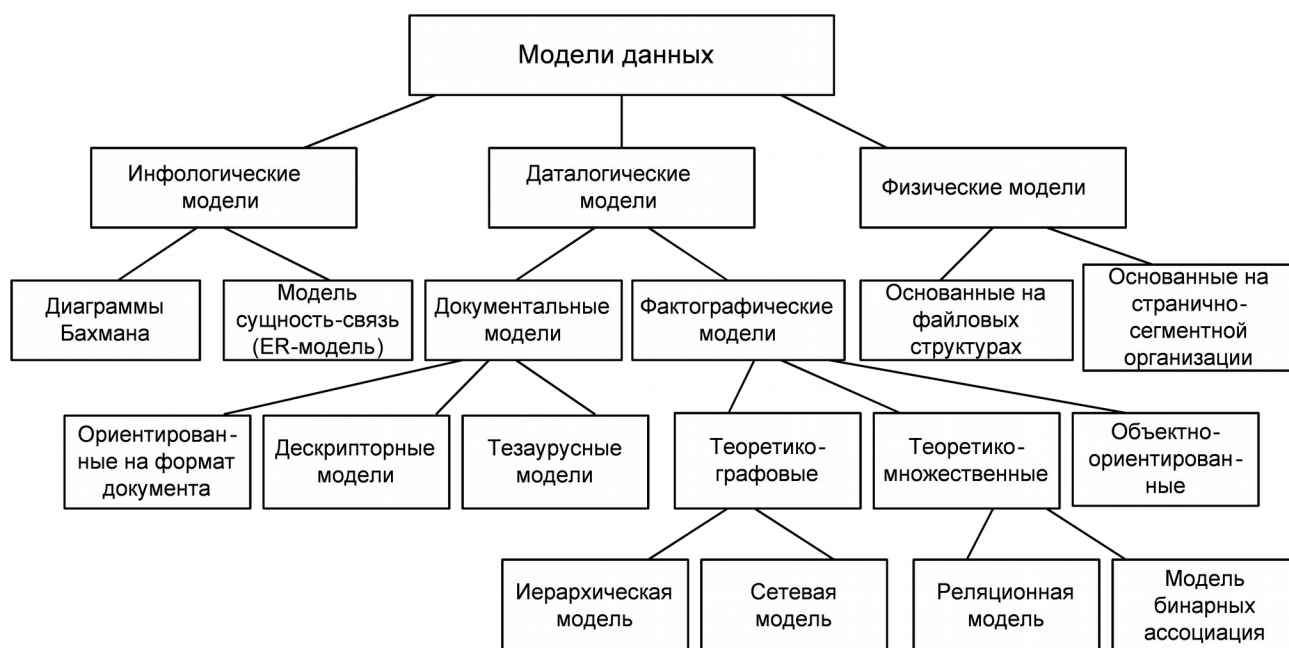 Модели данных
Инфологические
модели
Даталогические
модели
Физические модели
Диаграммы
Бахмана
Модель
сущность-связь
(ER-модель)
Документальные
модели
Фактографические
модели
Основанные на
файловых
структурах
Основанные на
странично-
сегментной
организации
Ориентирован-
ные на формат
документа
Дескрипторные
модели
Тезаурусные
модели
Теоретико-
графовые
Теоретико-
множественные
Объектно-
ориентирован-
ные
Иерархическая
модель
Сетевая
модель
Реляционная
модель
Модель
бинарных
ассоциация